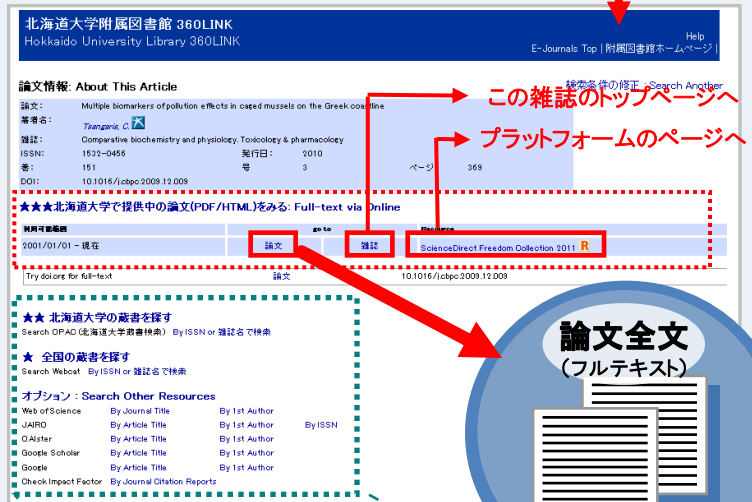 北海道大学附属図書館 360LINK
Hokkaido University Library 360LINK
Help
E-Journals Top | 附属図書館ホームページ |
論文情報: About This Article
検索条件の修正 : Search Another
論文: Multiple biomarkers of pollution effects in caged mussels on the Greek coastline
この雑誌のトップページへ
著者名: Tsangaris, C.
雑誌: Comparative biochemistry and physiology. Toxicology & pharmacology
プラットフォームのページへ
ISSN: 1532-0456 発行日: 2010
巻: 151 号 3 ページ 369
DOI: 10.1016/j.cbpc.2009.12.009
★★★北海道大学で提供中の論文(PDF/HTML)をみる: Full-text via Online
利用可能範囲 go to Resource
2001/01/01 - 現在 論文 雑誌 ScienceDirect Freedom Collection 2011 R
Try doi.org for full-text 論文 10.1016/j.cbpc.2009.12.009
★★ 北海道大学の蔵書を探す
Search OPAC (北海道大学蔵書検索) By ISSN or 雑誌名で検索
★ 全国の蔵書を探す
Search Webcat By ISSN or 雑誌名で検索
オプション : Search Other Resources
Web of Science By Journal Title By 1st Author
JAIRO By Article Title By 1st Author By ISSN
OAIster By Article Title By 1st Author
Google Scholar By Article Title By 1st Author
Google By Article Title By 1st Author
Check Impact Factor By Journal Citation Reports
論文全文
(フルテキスト)